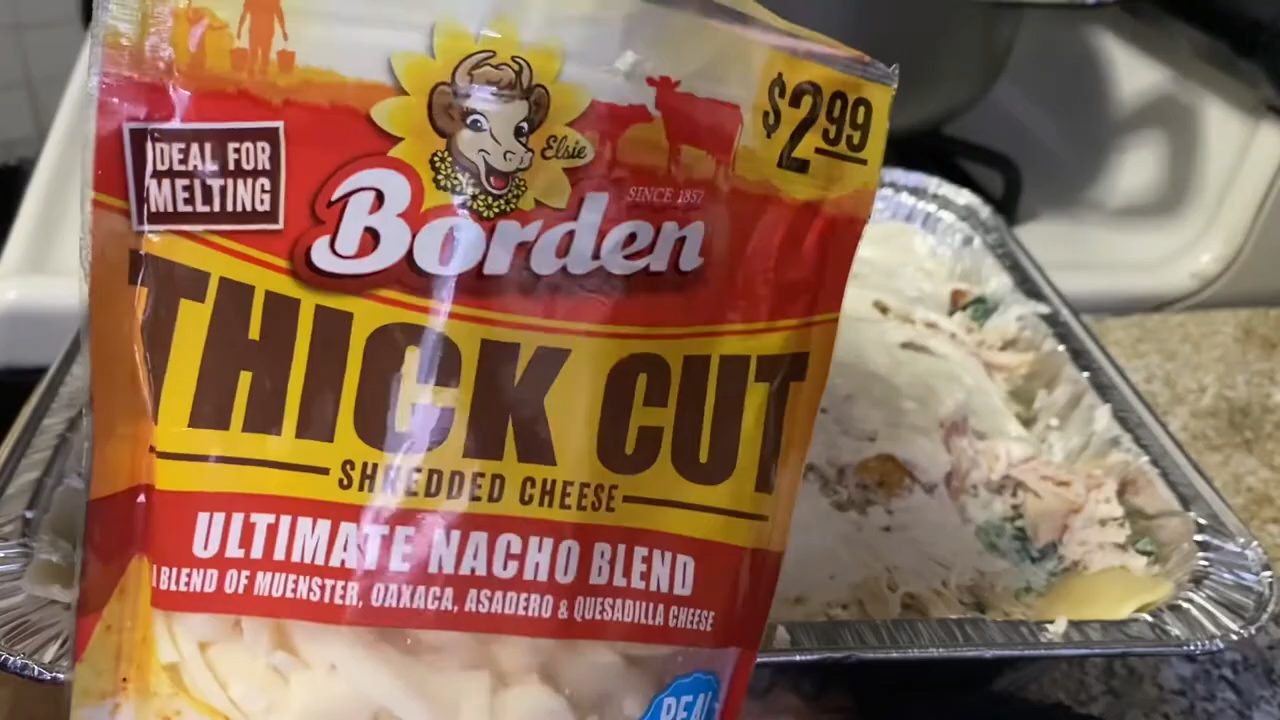 $2.99
Elsie
IDEAL FOR
MELTING
SINCE 1857
Borden
THICK CUT
SHREDDED CHEESE
ULTIMATE NACHO BLEND
A BLEND OF MUENSTER, OAXACA, ASADERO & QUESADILLA CHEESE
REAL